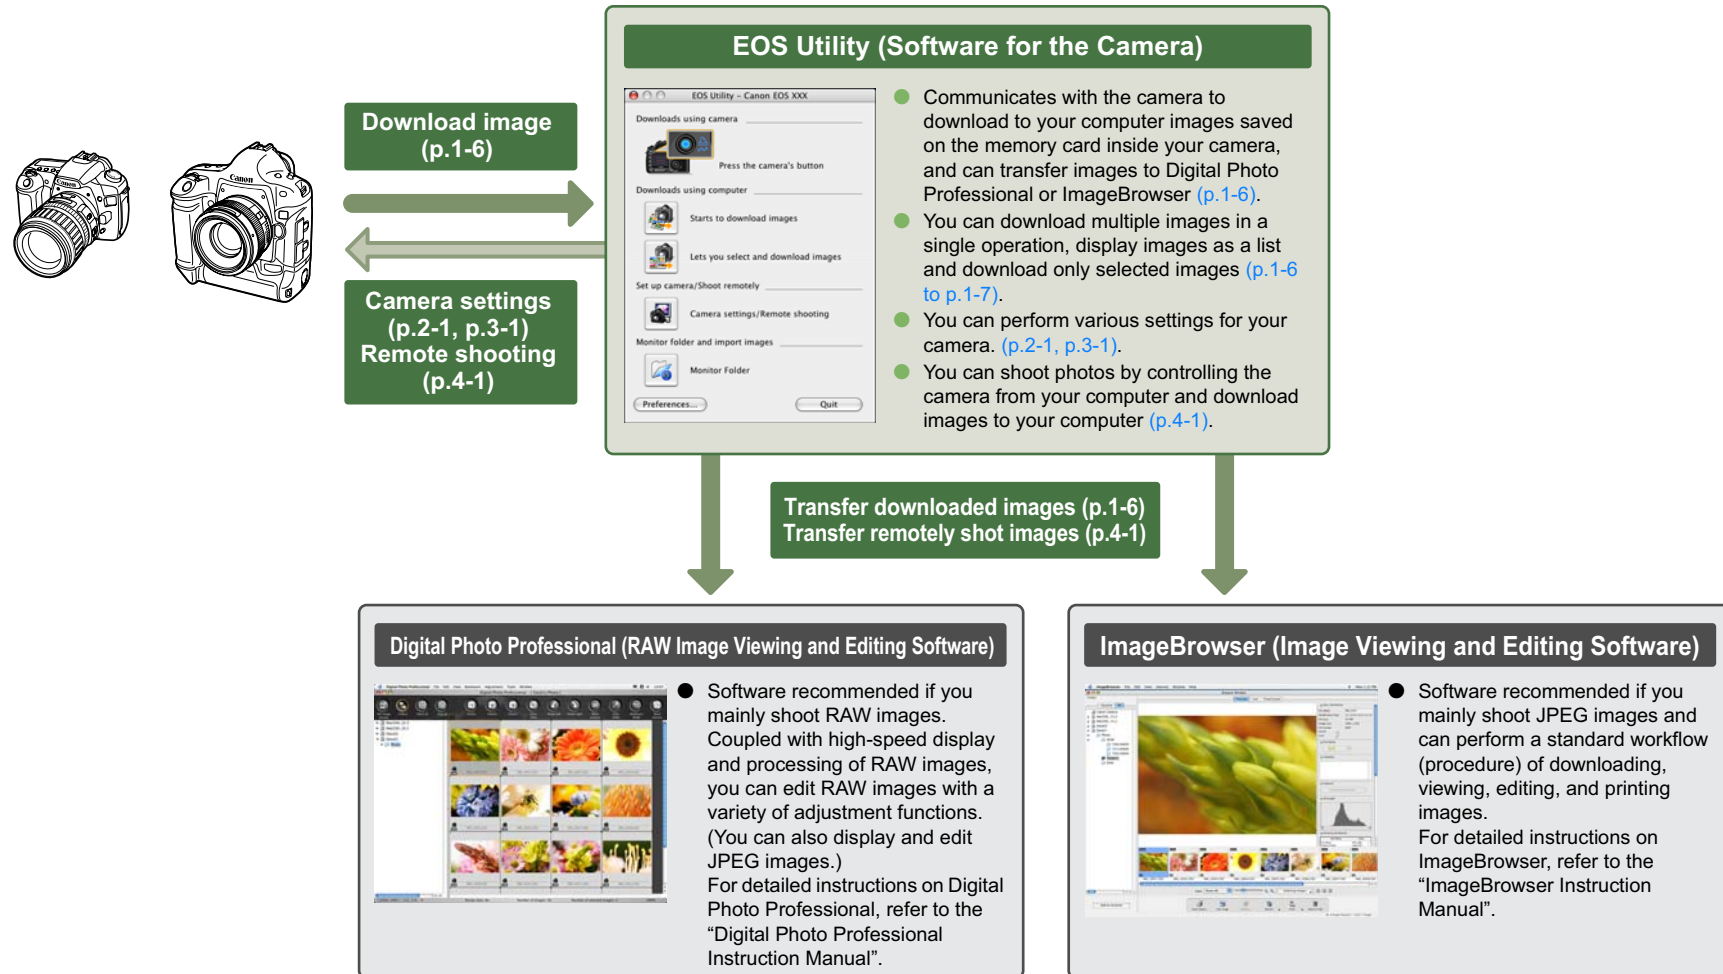 EOS Utility (Software for the Camera)
Download image
(p.1-6)
Camera settings
(p.2-1, p.3-1)
Remote shooting
(p.4-1)
Canon
Canon
EOS Utility - Canon EOS XXX
Downloads using camera
Press the camera's button
Downloads using computer
Starts to download images
Lets you select and download images
Set up camera/Shoot remotely
Camera settings/Remote shooting
Monitor folder and import images
Monitor Folder
Preferences...
Quit
● Communicates with the camera to
download to your computer images saved
on the memory card inside your camera,
and can transfer images to Digital Photo
Professional or ImageBrowser (p.1-6).
● You can download multiple images in a
single operation, display images as a list
and download only selected images (p.1-6
to p.1-7).
● You can perform various settings for your
camera. (p.2-1, p.3-1).
● You can shoot photos by controlling the
camera from your computer and download
images to your computer (p.4-1).
Transfer downloaded images (p.1-6)
Transfer remotely shot images (p.4-1)
Digital Photo Professional (RAW Image Viewing and Editing Software)
● Software recommended if you
mainly shoot RAW images.
Coupled with high-speed display
and processing of RAW images,
you can edit RAW images with a
variety of adjustment functions.
(You can also display and edit
JPEG images.)
For detailed instructions on Digital
Photo Professional, refer to the
“Digital Photo Professional
Instruction Manual”.
ImageBrowser (Image Viewing and Editing Software)
● Software recommended if you
mainly shoot JPEG images and
can perform a standard workflow
(procedure) of downloading,
viewing, editing, and printing
images.
For detailed instructions on
ImageBrowser, refer to the
“ImageBrowser Instruction
Manual”.